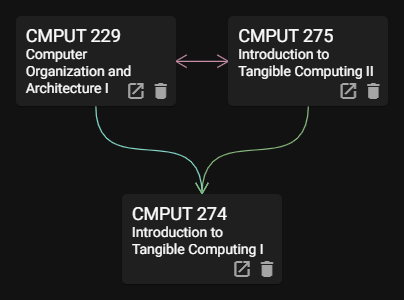 CMPUT 229
Computer
Organization and
Architecture I
CMPUT 275
Introduction to
Tangible Computing II
CMPUT 274
Introduction to
Tangible Computing I